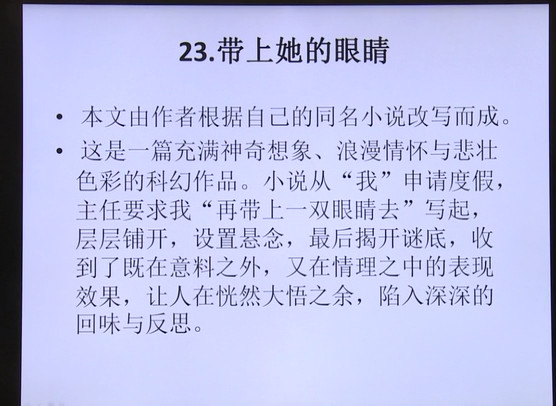 23.带上她的眼睛
• 本文由作者根据自己的同名小说改写而成。
• 这是一篇充满神奇想象、浪漫情怀与悲壮
色彩的科幻作品。小说从“我”申请度假，
主任要求我“再带上一双眼睛去”写起，
层层铺开，设置悬念，最后揭开谜底，收
到了既在意料之外，又在情理之中的表现
效果，让人在恍然大悟之余，陷入深深的
回味与反思。